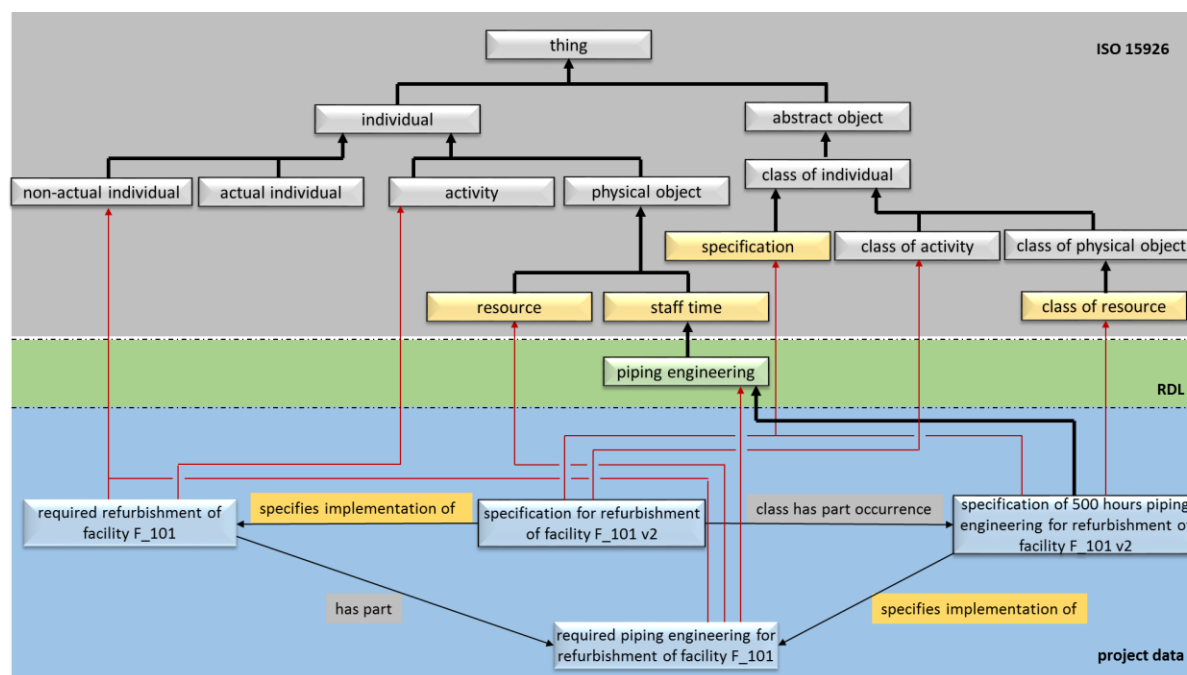 thing
ISO 15926
individual
abstract object
class of individual
non-actual individual
actual individual
activity
physical object
specification
class of activity
class of physical object
resource
staff time
class of resource
piping engineering
RDL
required refurbishment of
facility F_101
specifies implementation of
specification for refurbishment
of facility F_101 v2
class has part occurrence
specification of 500 hours piping
engineering for refurbishment of
facility F_101 v2
has part
specifies implementation of
required piping engineering for
refurbishment of facility F_101
project data